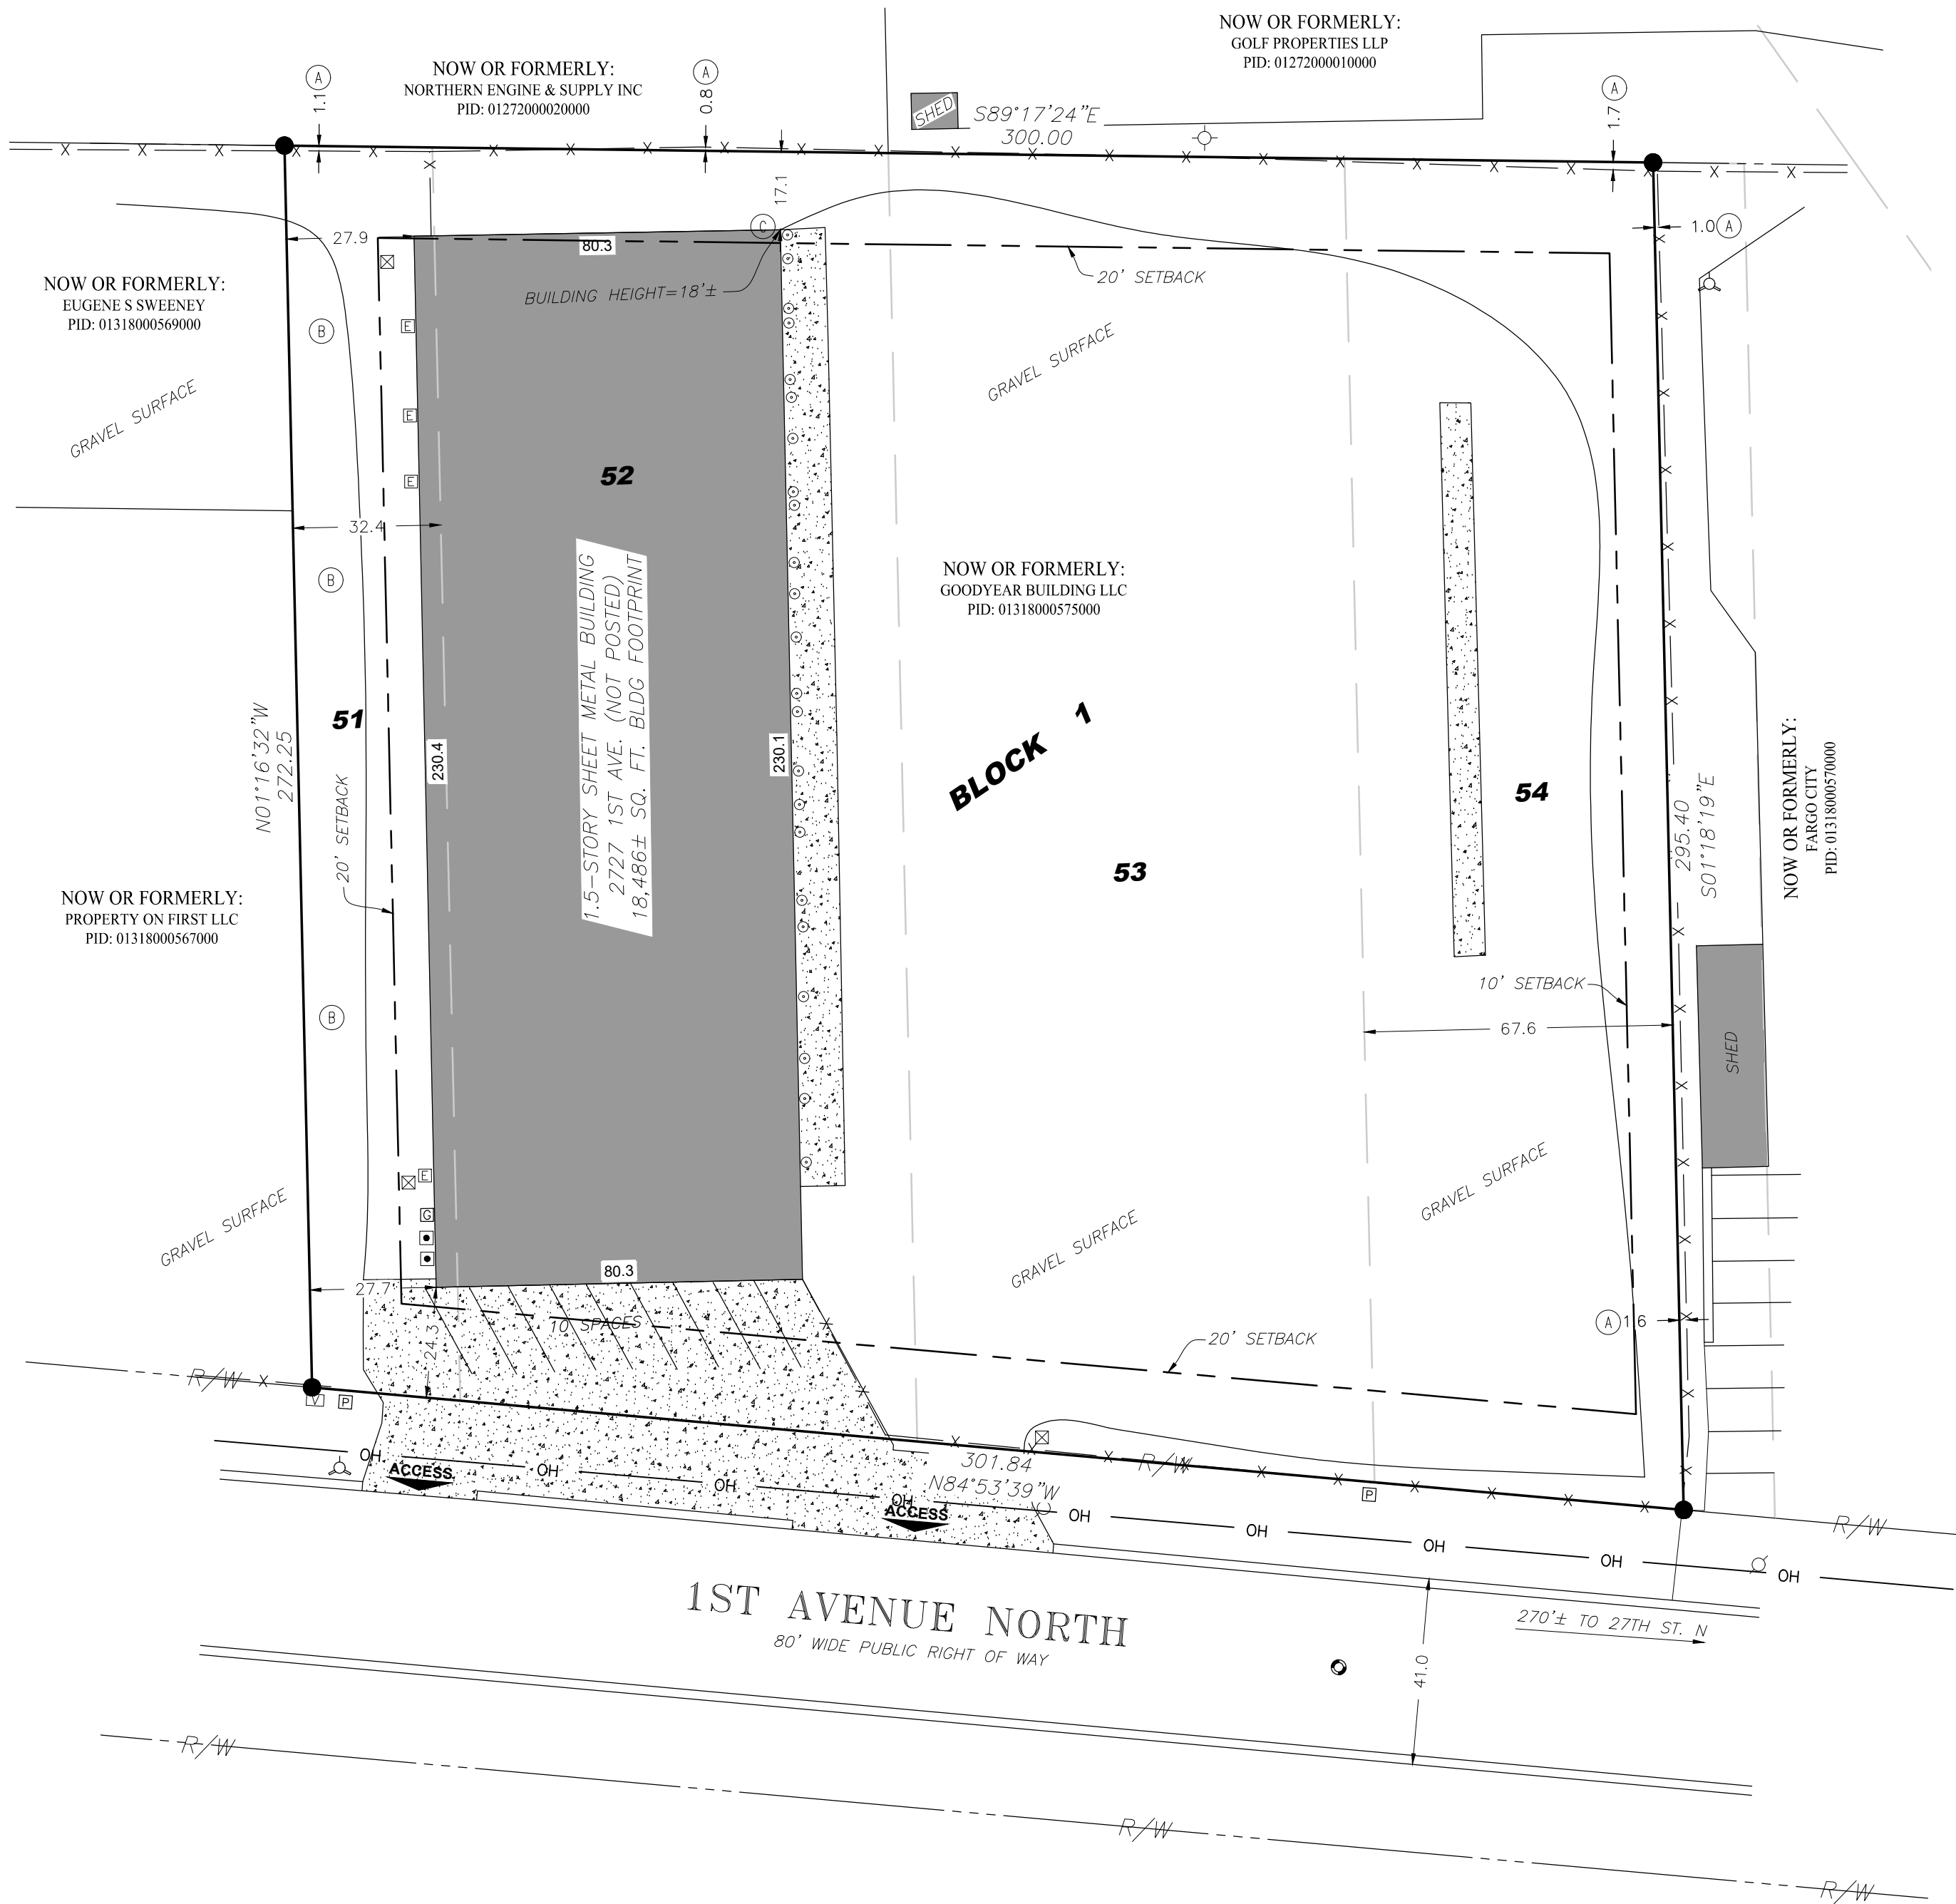 NOW OR FORMERLY:
GOLF PROPERTIES LLP
PID: 01272000010000
NOW OR FORMERLY:
NORTHERN ENGINE & SUPPLY INC
PID: 01272000020000
A
1.1
A
0.8
A
1.7
SHED
S89°17'24"E
300.00
17.1
C
27.9
80.3
1.0 A
BUILDING HEIGHT=18'±
20' SETBACK
NOW OR FORMERLY:
EUGENE S SWEENEY
PID: 01318000569000
B
E
E
E
GRAVEL SURFACE
GRAVEL SURFACE
52
32.4
B
NOW OR FORMERLY:
GOODYEAR BUILDING LLC
PID: 01318000575000
1.5-STORY SHEET METAL BUILDING
2727 1ST AVE. (NOT POSTED)
18,486± SQ. FT. BLDG FOOTPRINT
N01°16'32"W
272.25
51
230.4
230.1
20' SETBACK
BLOCK 1
54
53
295.40
S01°18'19"E
NOW OR FORMERLY:
FARGO CITY
PID: 01318000570000
NOW OR FORMERLY:
PROPERTY ON FIRST LLC
PID: 01318000567000
B
10' SETBACK
67.6
SHED
E
G
GRAVEL SURFACE
GRAVEL SURFACE
GRAVEL SURFACE
27.7
80.3
10 SPACES
24.3
20' SETBACK
A 1.6
R/W
V
P
301.84
N84°53'39"W
R/W
P
R/W
OH
ACCESS
OH
OH
OH
ACCESS
OH
OH
OH
OH
OH
1ST AVENUE NORTH
80' WIDE PUBLIC RIGHT OF WAY
270'± TO 27TH ST. N
41.0
R/W
R/W
R/W